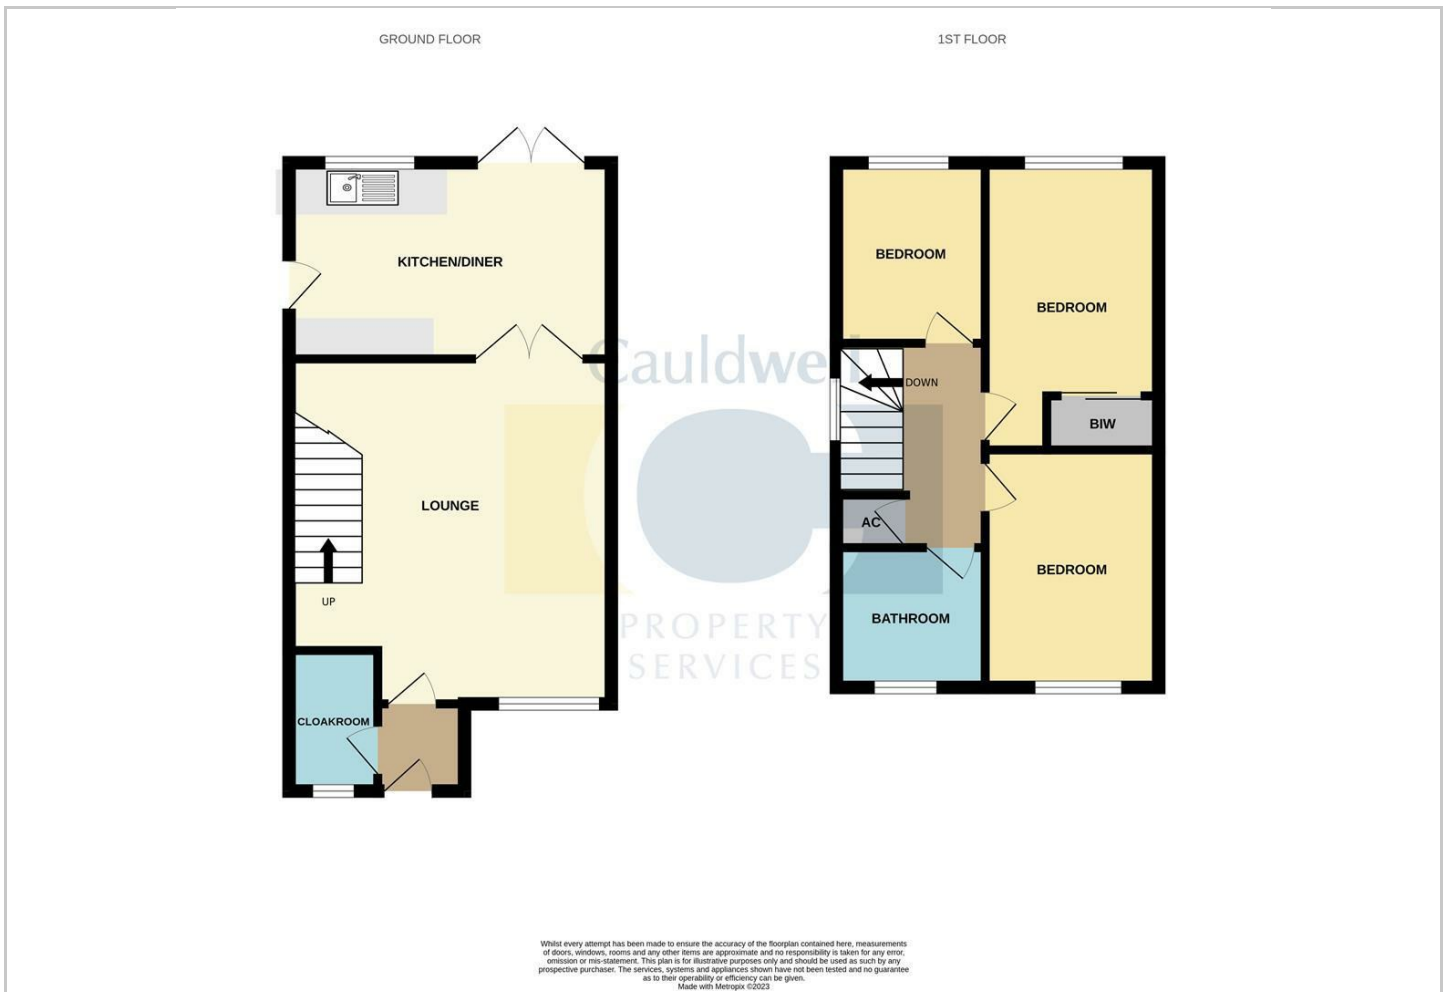 GROUND FLOOR
1ST FLOOR
KITCHEN/DINER
LOUNGE
UP
CLOAKROOM
BEDROOM
BEDROOM
DOWN
BIW
AC
BEDROOM
BATHROOM
Cauldwell
PROPERTY
SERVICES
Whilst every attempt has been made to ensure the accuracy of the floorplan contained here, measurements
of doors, windows, rooms and any other items are approximate and no responsibility is taken for any error,
omission or mis-statement. This plan is for illustrative purposes only and should be used as such by any
prospective purchaser. The services, systems and appliances shown have not been tested and no guarantee
as to their operability or efficiency can be given.
Made with Metropix ©2023